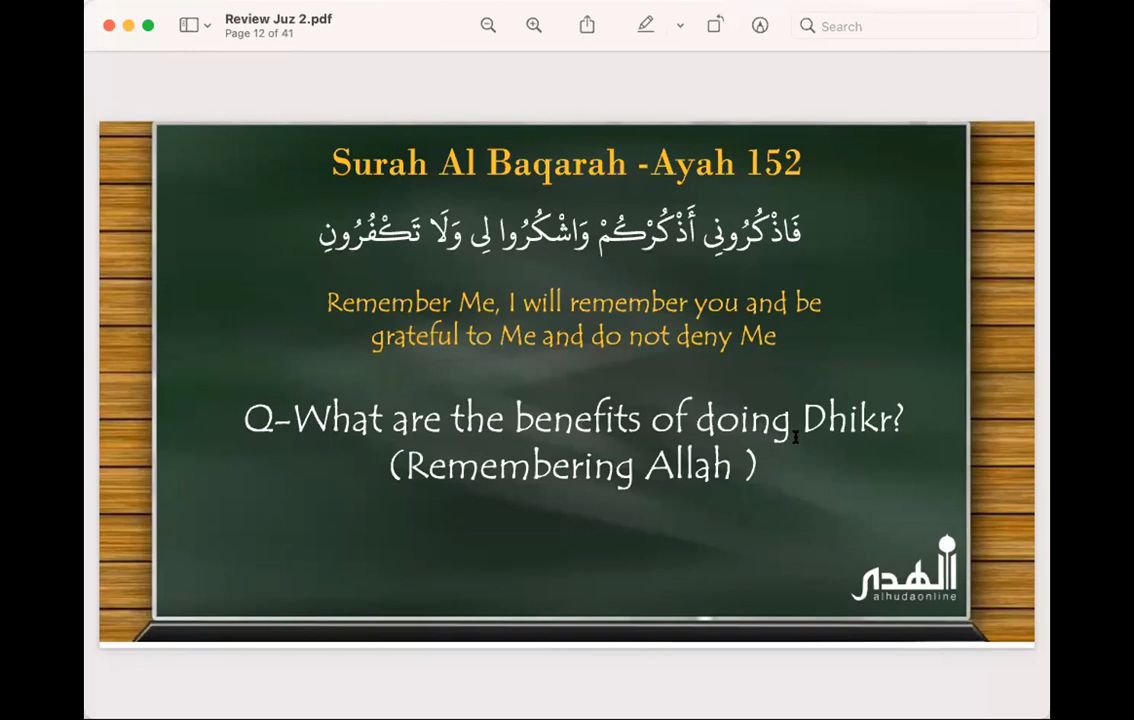 Review Juz 2.pdf
Page 12 of 41
Search
Surah Al Baqarah -Ayah 152
فَاذْكُرُونِى أَذْكُرْكُمْ وَاشْكُرُوا لِى وَلَا تَكْفُرُونِ
Remember Me, I will remember you and be
grateful to Me and do not deny Me
Q-What are the benefits of doing Dhikr?
(Remembering Allah )
الهدى
alhudaonline